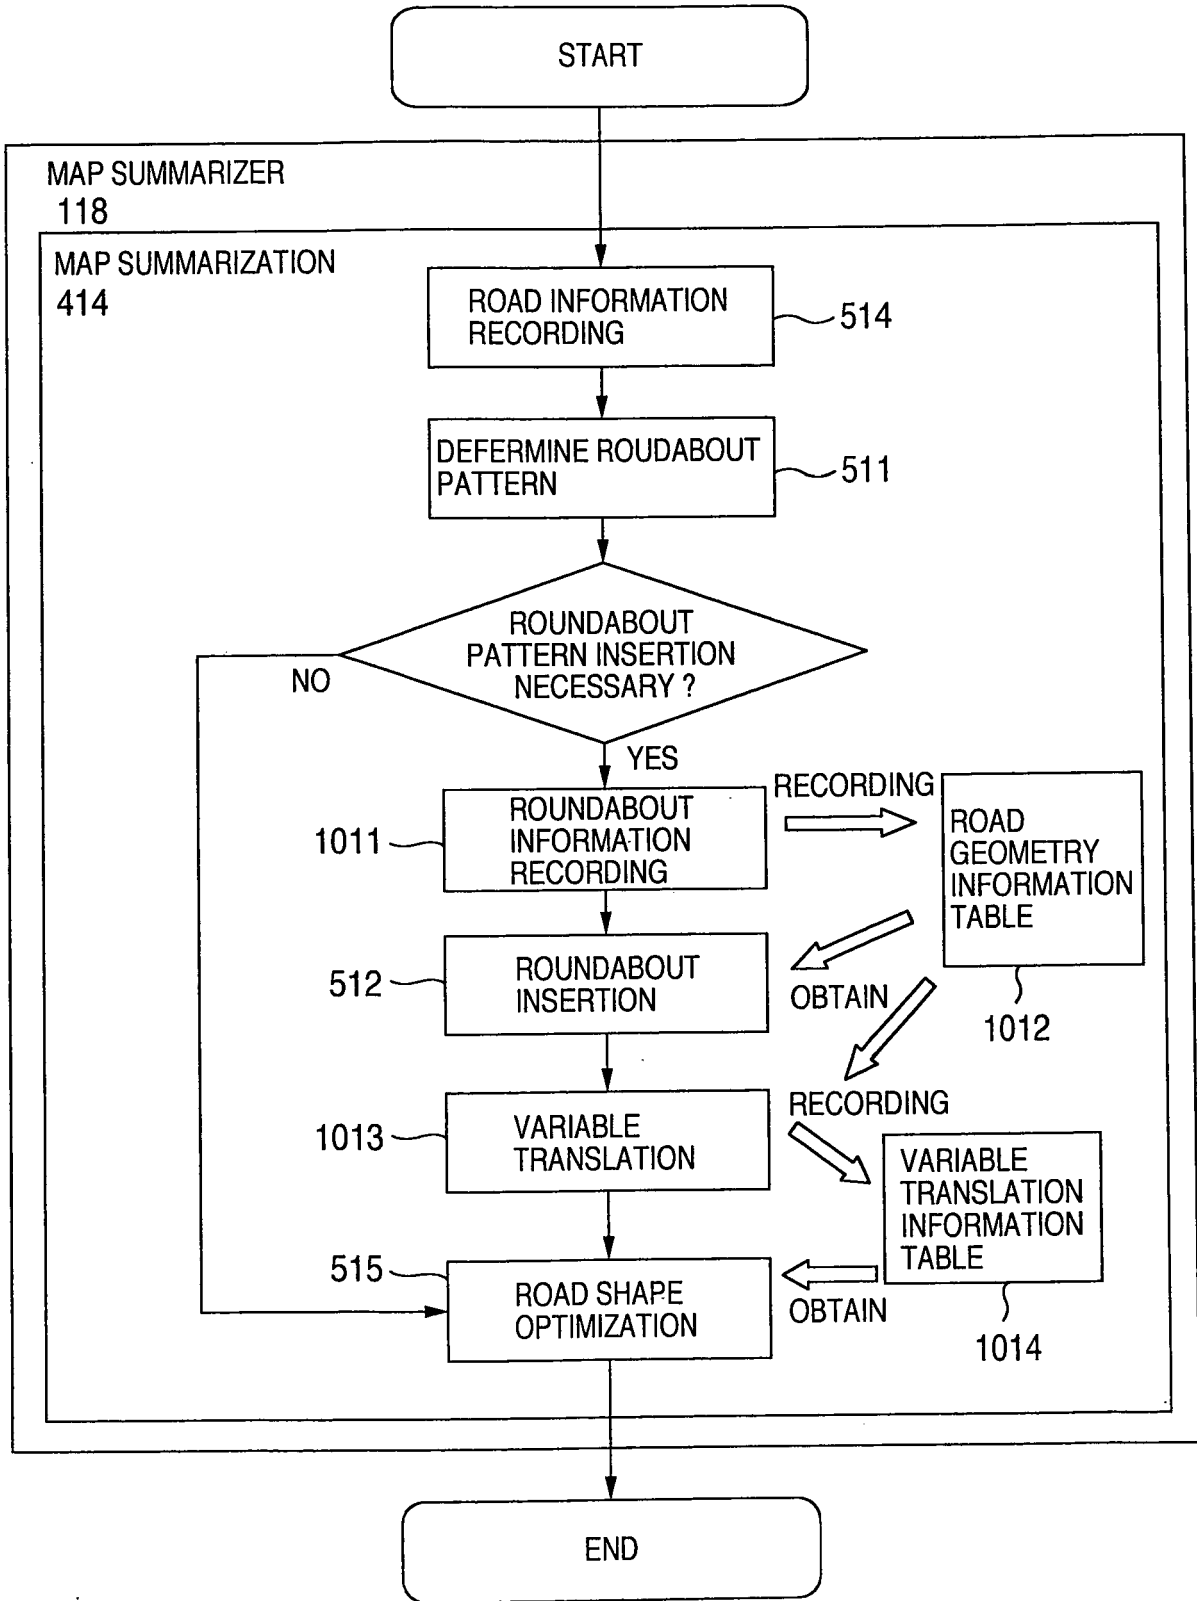 START
MAP SUMMARIZER
118
MAP SUMMARIZATION
414
ROAD INFORMATION
RECORDING
514
DEFERMINE ROUDABOUT
PATTERN
511
ROUNDABOUT
PATTERN INSERTION
NECESSARY ?
NO
YES
ROUNDABOUT
INFORMATION
RECORDING
1011
RECORDING
ROAD
GEOMETRY
INFORMATION
TABLE
1012
ROUNDABOUT
INSERTION
512
OBTAIN
VARIABLE
TRANSLATION
1013
RECORDING
VARIABLE
TRANSLATION
INFORMATION
TABLE
1014
ROAD SHAPE
OPTIMIZATION
515
OBTAIN
END